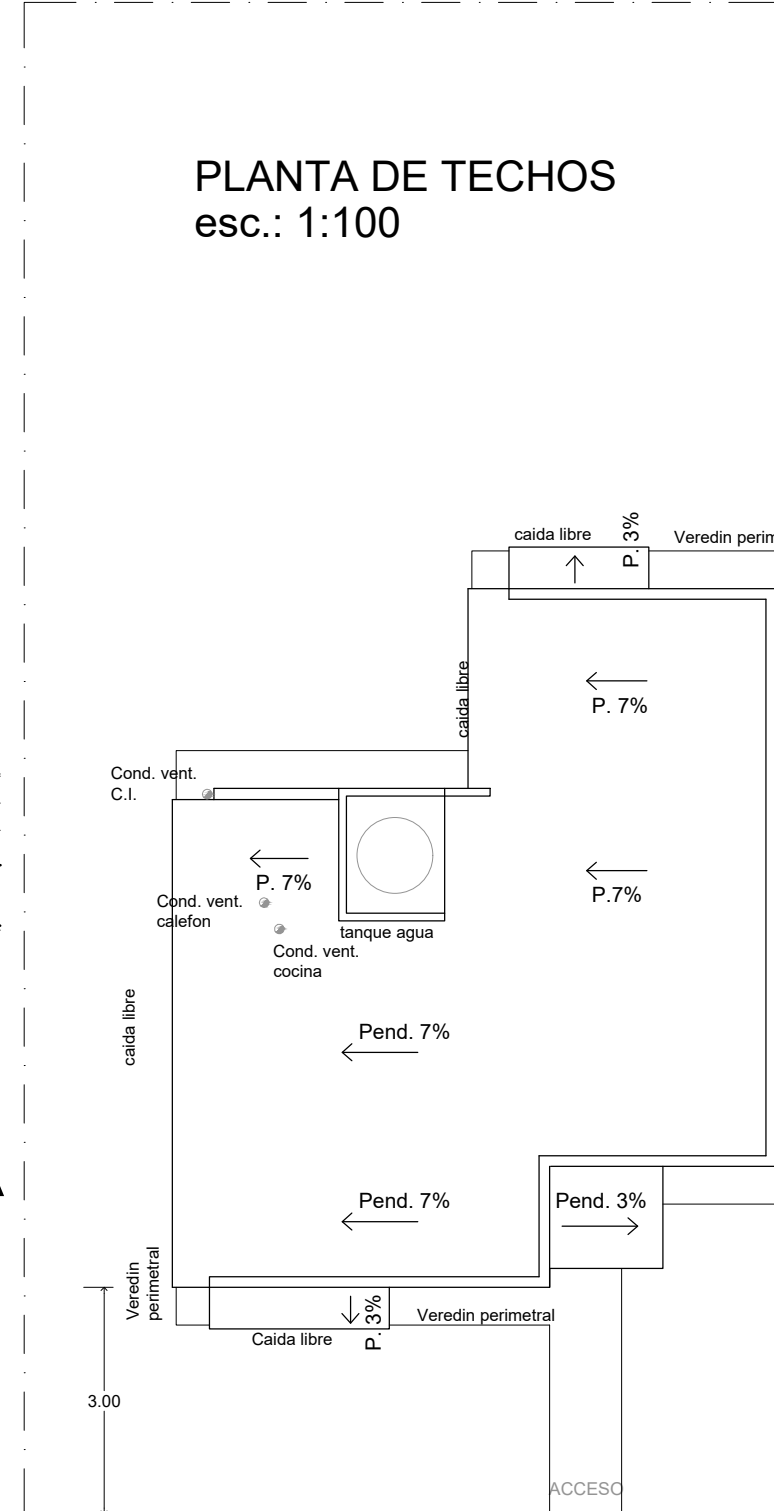 PLANTA DE TECHOS
esc.: 1:100
caida libre
P. 3%
Veredin perim
caida libre
P. 7%
Cond. vent.
C.I.
P. 7%
P.7%
Cond. vent.
calefon
tanque agua
Cond. vent.
cocina
caida libre
Pend. 7%
Pend. 7%
Pend. 3%
Veredin
perimetral
P. 3%
Veredin perimetral
Caida libre
3.00
ACCESO